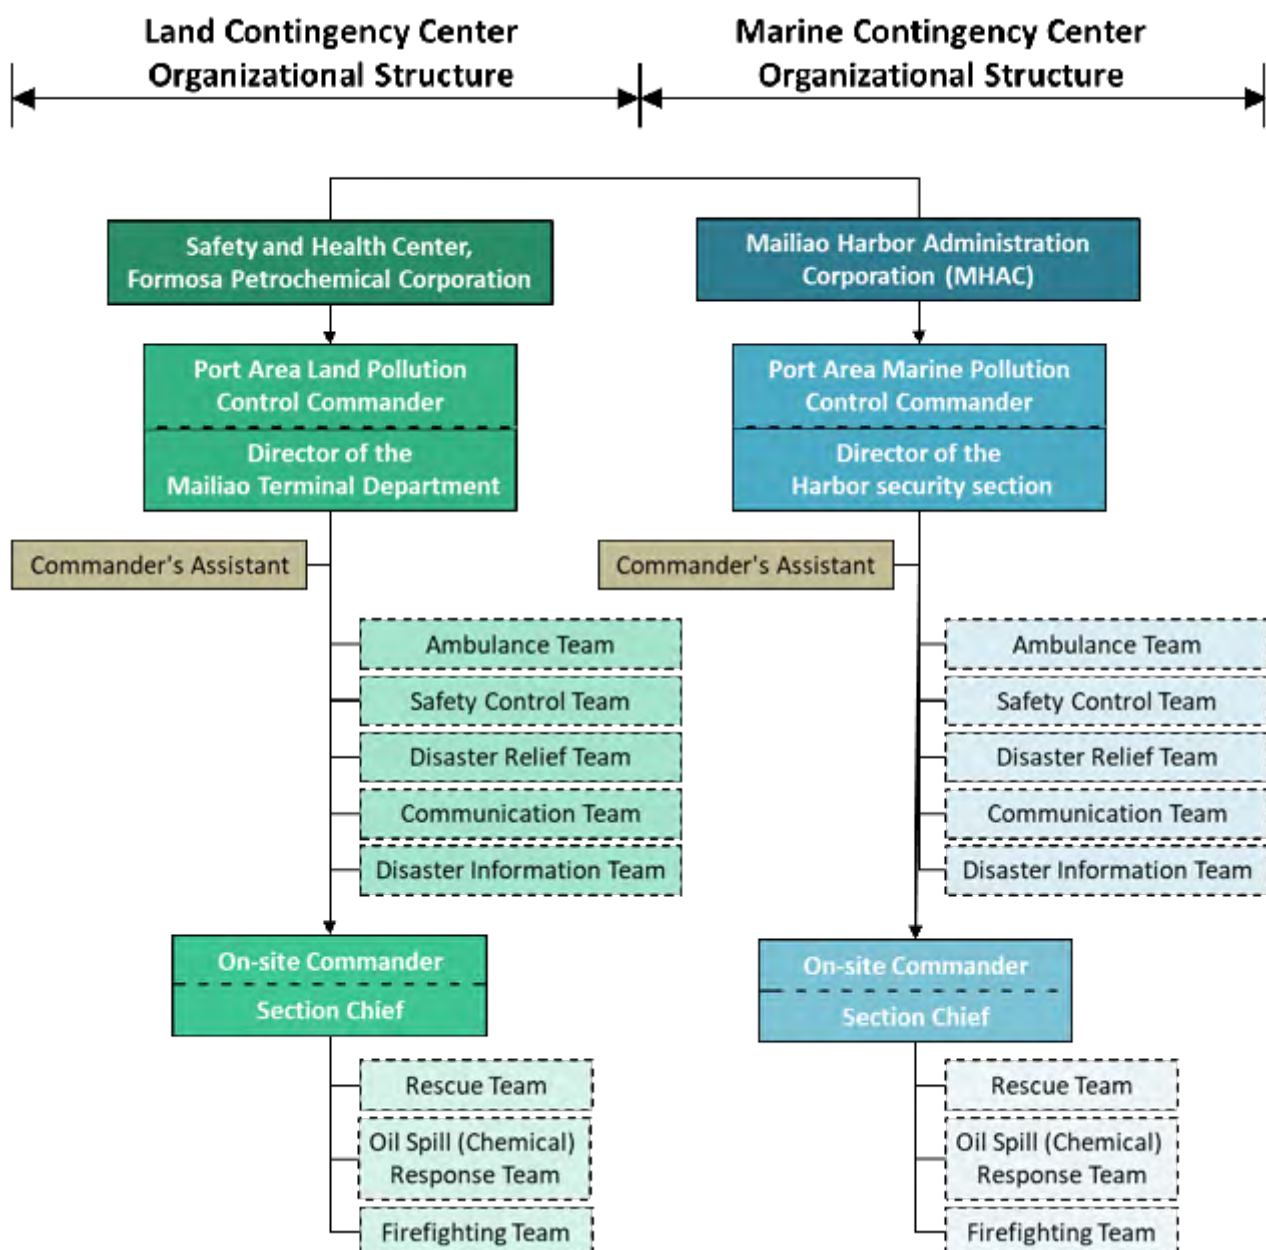 Land Contingency Center
Organizational Structure
Marine Contingency Center
Organizational Structure
Safety and Health Center,
Formosa Petrochemical Corporation
Mailiao Harbor Administration
Corporation (MHAC)
Port Area Land Pollution
Control Commander
Director of the
Mailiao Terminal Department
Port Area Marine Pollution
Control Commander
Director of the
Harbor security section
Commander's Assistant
Commander's Assistant
Ambulance Team
Safety Control Team
Disaster Relief Team
Communication Team
Disaster Information Team
Ambulance Team
Safety Control Team
Disaster Relief Team
Communication Team
Disaster Information Team
On-site Commander
Section Chief
On-site Commander
Section Chief
Rescue Team
Oil Spill (Chemical)
Response Team
Firefighting Team
Rescue Team
Oil Spill (Chemical)
Response Team
Firefighting Team